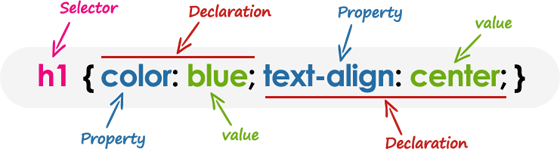 Selector
Declaration
Property
value
h1 { color: blue; text-align: center; }
Property
value
Declaration